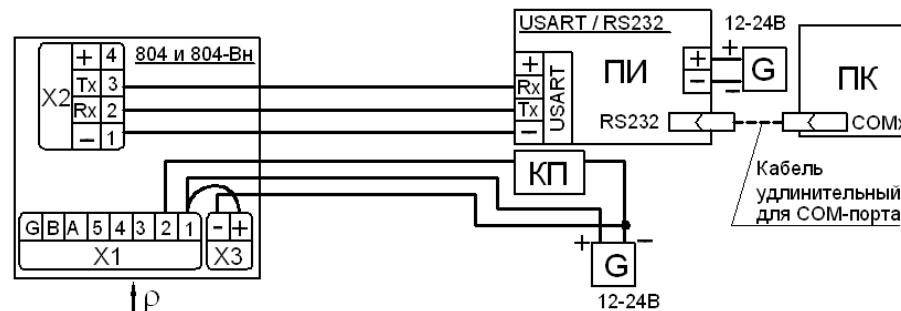 804 и 804-Вн
X2
+ 4
Tx 3
Rx 2
− 1
USART / RS232
+
Rx
Tx
−
USART
ПИ
+
−
RS232
12-24В
+
−
G
ПК
COMx
Кабель
удлинительный
для COM-порта
КП
G B A 5 4 3 2 1
X1
- +
X3
+ −
G
12-24В
ρ